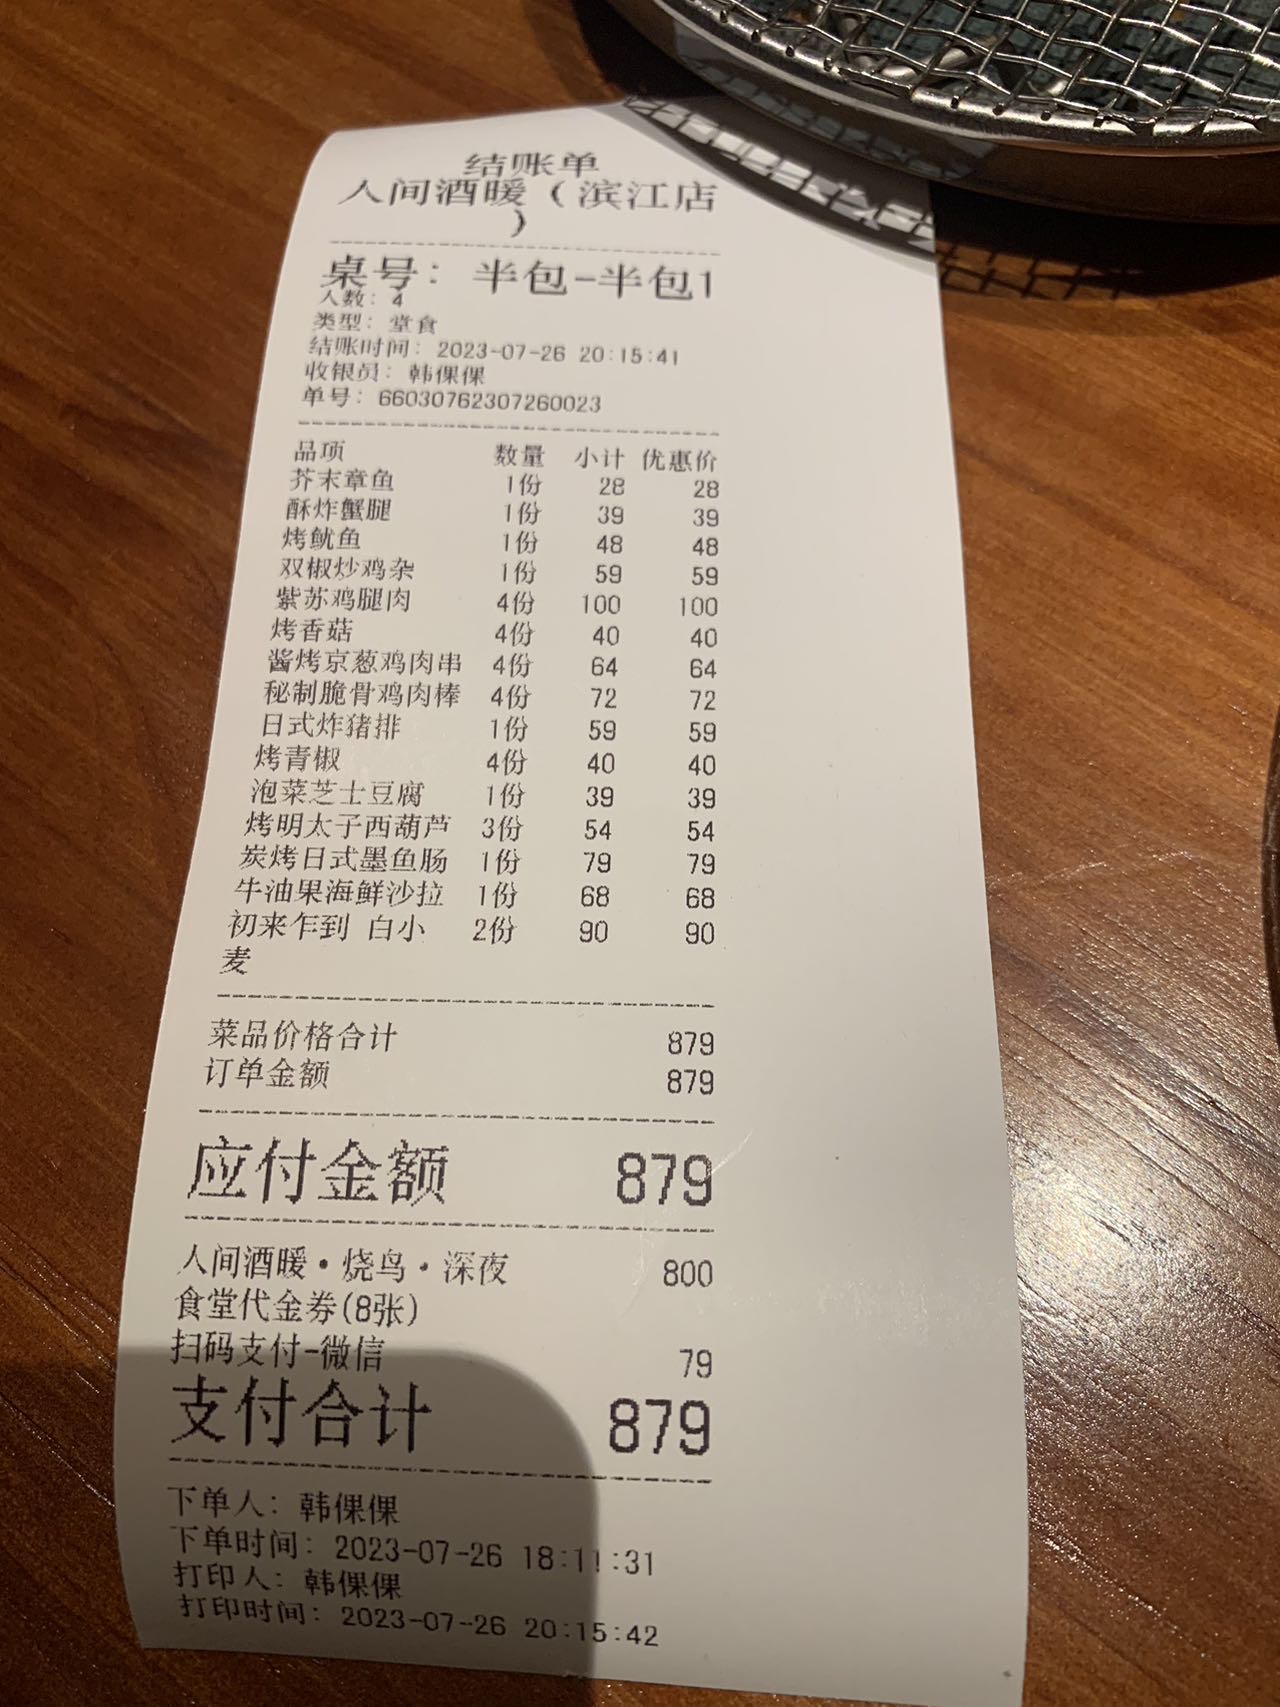 结账单
人间酒暖（滨江店
）
桌号：半包-半包1
人数：4
类型：堂食
结账时间：2023-07-26 20:15:41
收银员：韩倮倮
单号：66030762307260023
品项 数量 小计 优惠价
芥末章鱼 1份 28 28
酥炸蟹腿 1份 39 39
烤鱿鱼 1份 48 48
双椒炒鸡杂 1份 59 59
紫苏鸡腿肉 4份 100 100
烤香菇 4份 40 40
酱烤京葱鸡肉串 4份 64 64
秘制脆骨鸡肉棒 4份 72 72
日式炸猪排 1份 59 59
烤青椒 4份 40 40
泡菜芝士豆腐 1份 39 39
烤明太子西葫芦 3份 54 54
炭烤日式墨鱼肠 1份 79 79
牛油果海鲜沙拉 1份 68 68
初来乍到 白小 2份 90 90
麦
菜品价格合计 879
订单金额 879
应付金额 879
人间酒暖·烧鸟·深夜 800
食堂代金券(8张)
扫码支付-微信 79
支付合计 879
下单人：韩倮倮
下单时间：2023-07-26 18:11:31
打印人：韩倮倮
打印时间：2023-07-26 20:15:42